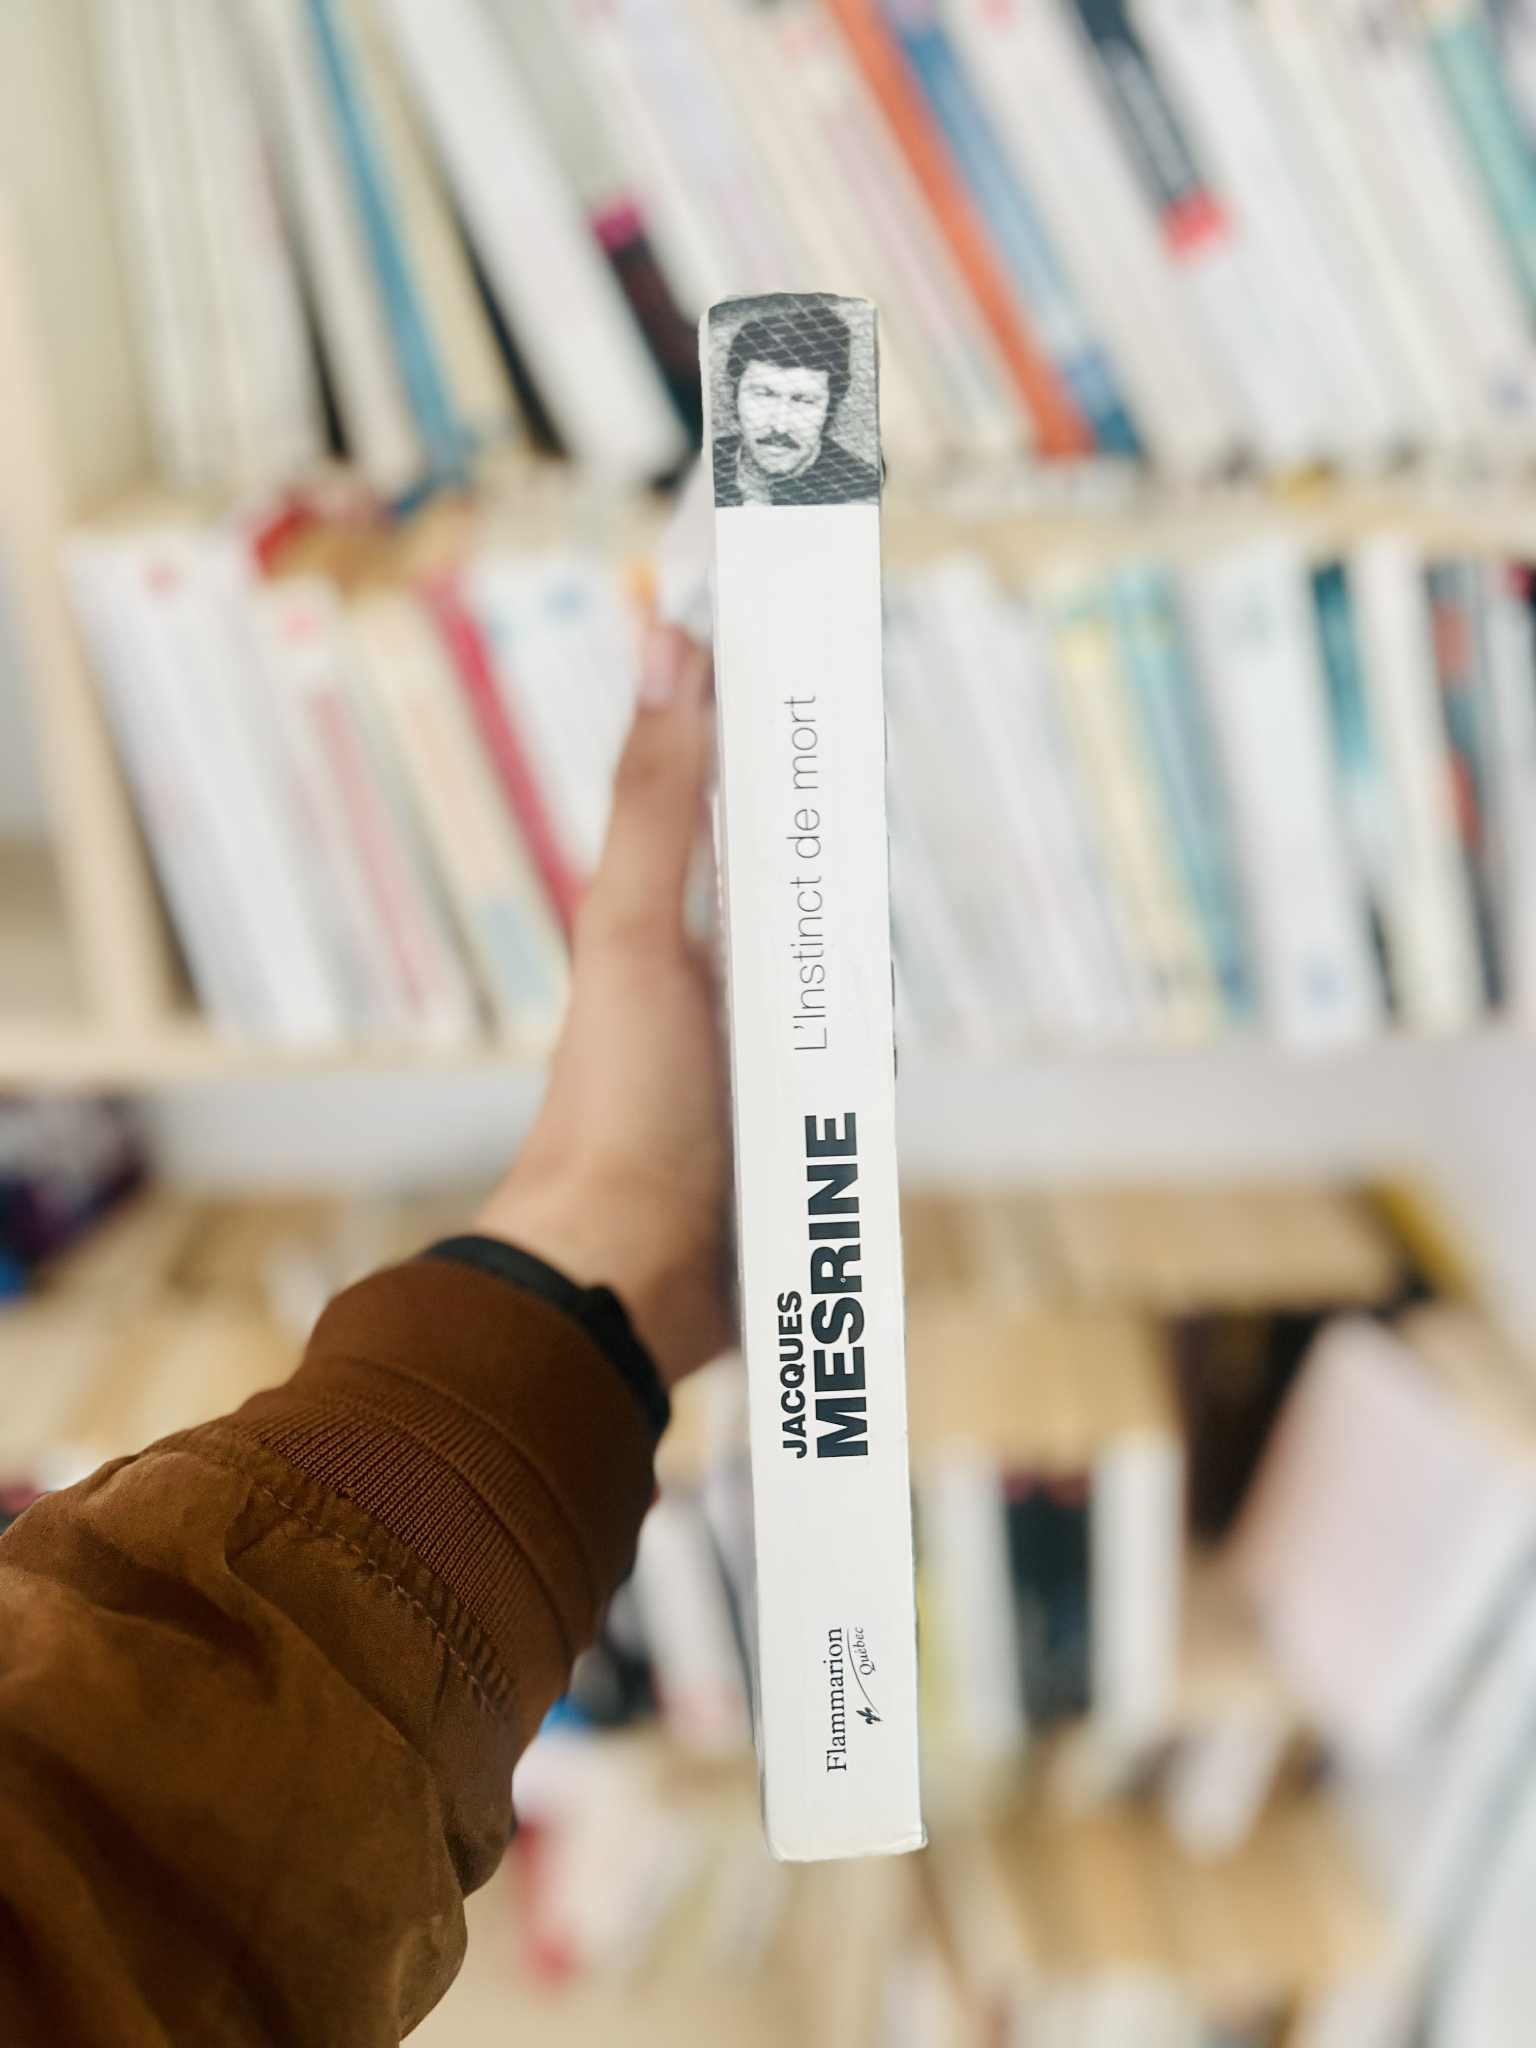 L'Instinct de mort
JACQUES
MESRINE
Flammarion
Québec